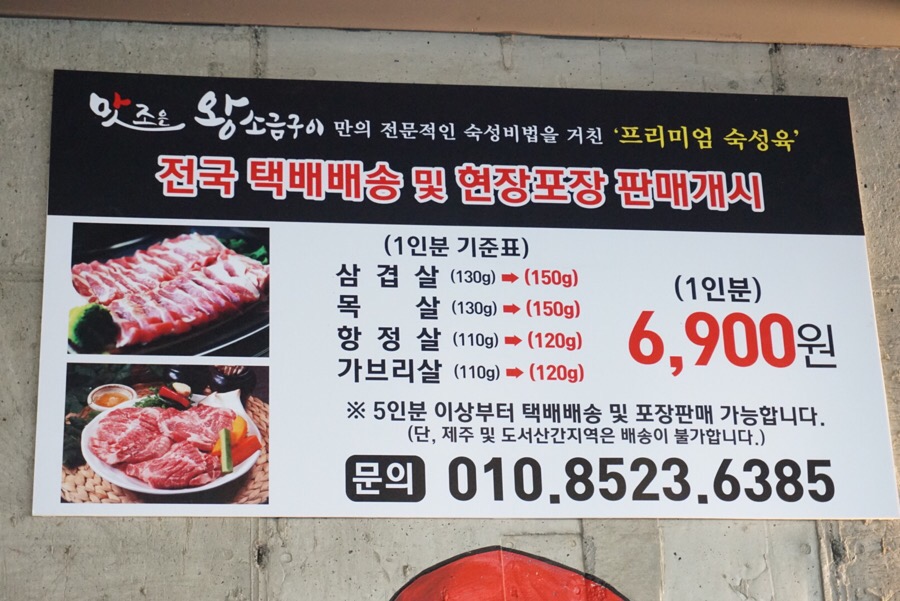 맛조은 왕소금구이 만의 전문적인 숙성비법을 거친 '프리미엄 숙성육'
전국 택배배송 및 현장포장 판매개시
(1인분 기준표)
삼겹살 (130g) ➡ (150g)
목살 (130g) ➡ (150g)
항정살 (110g) ➡ (120g)
가브리살 (110g) ➡ (120g)
(1인분)
6,900원
※ 5인분 이상부터 택배배송 및 포장판매 가능합니다.
(단, 제주 및 도서산간지역은 배송이 불가합니다.)
문의 010.8523.6385